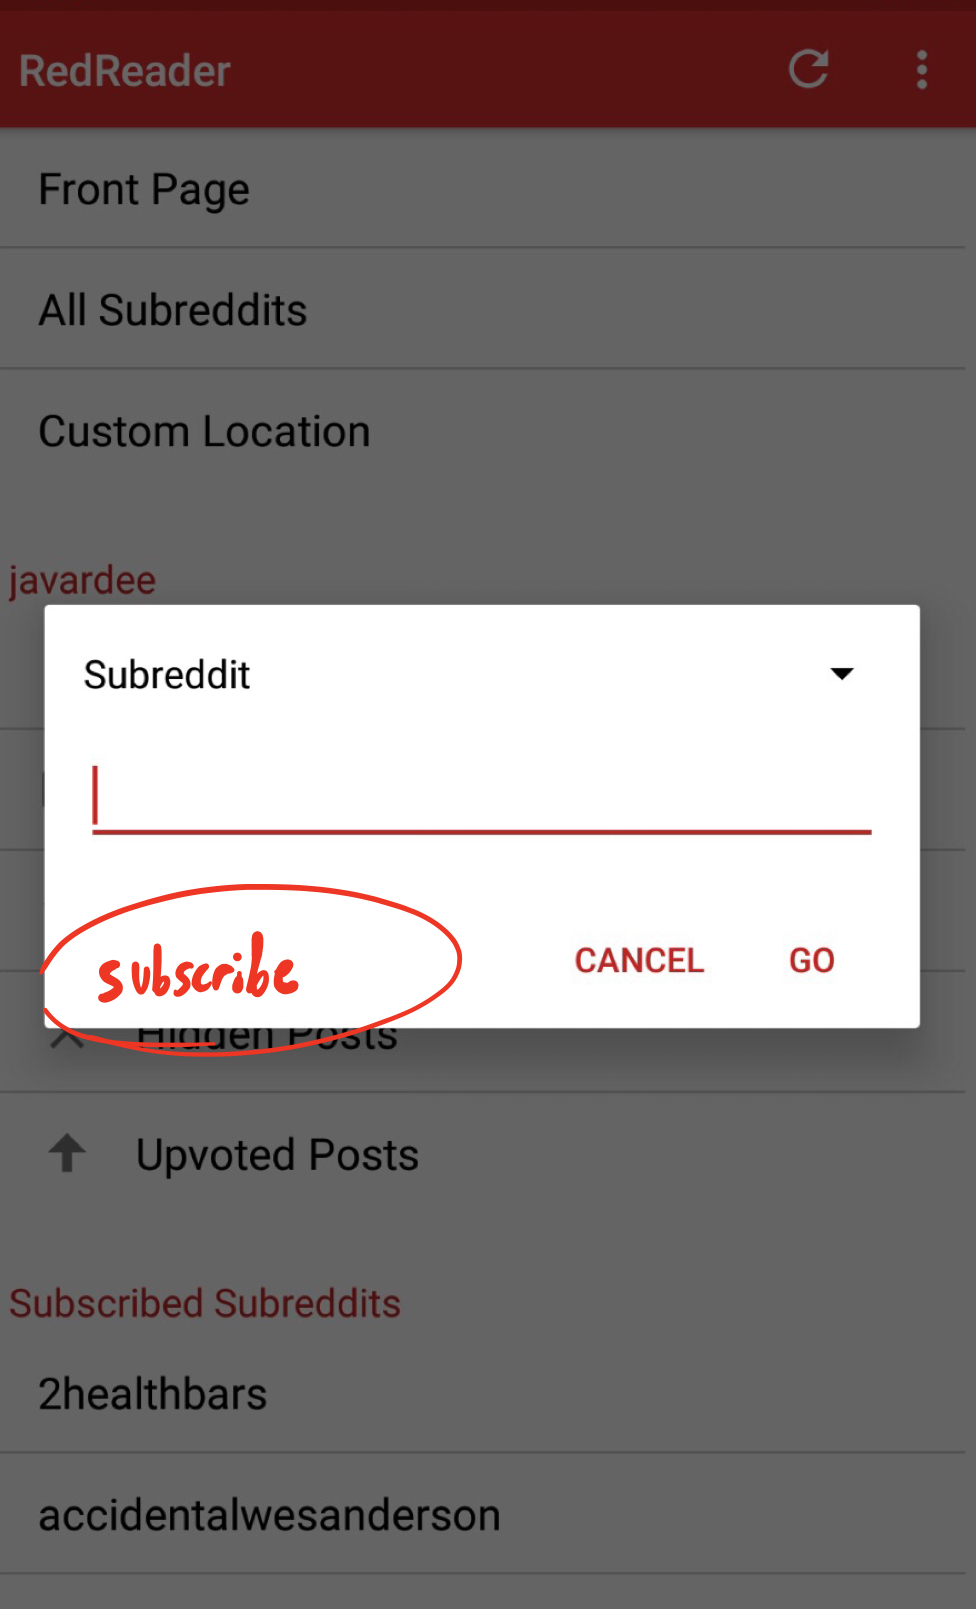 RedReader
Front Page
All Subreddits
Custom Location
javardee
Subreddit
subscribe
CANCEL GO
Hidden Posts
Upvoted Posts
Subscribed Subreddits
2healthbars
accidentalwesanderson